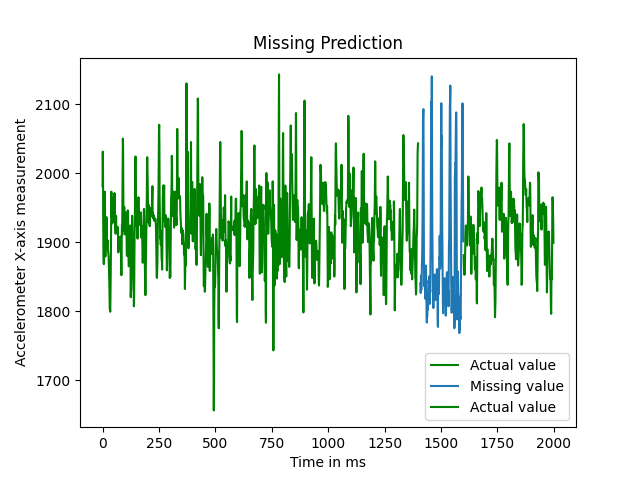 Missing Prediction
Accelerometer X-axis measurement
2100
2000
1900
1800
1700
Actual value
Missing value
Actual value
0 250 500 750 1000 1250 1500 1750 2000
Time in ms